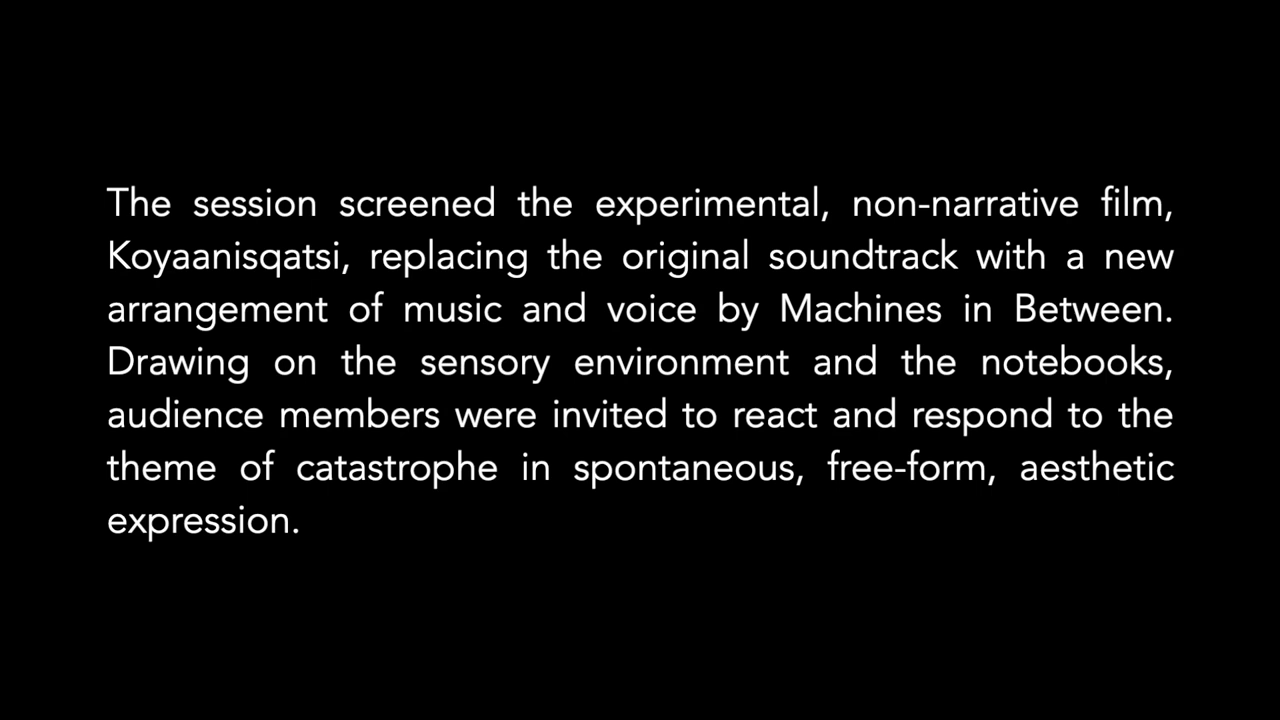 The session screened the experimental, non-narrative film,
Koyaanisqatsi, replacing the original soundtrack with a new
arrangement of music and voice by Machines in Between.
Drawing on the sensory environment and the notebooks,
audience members were invited to react and respond to the
theme of catastrophe in spontaneous, free-form, aesthetic
expression.